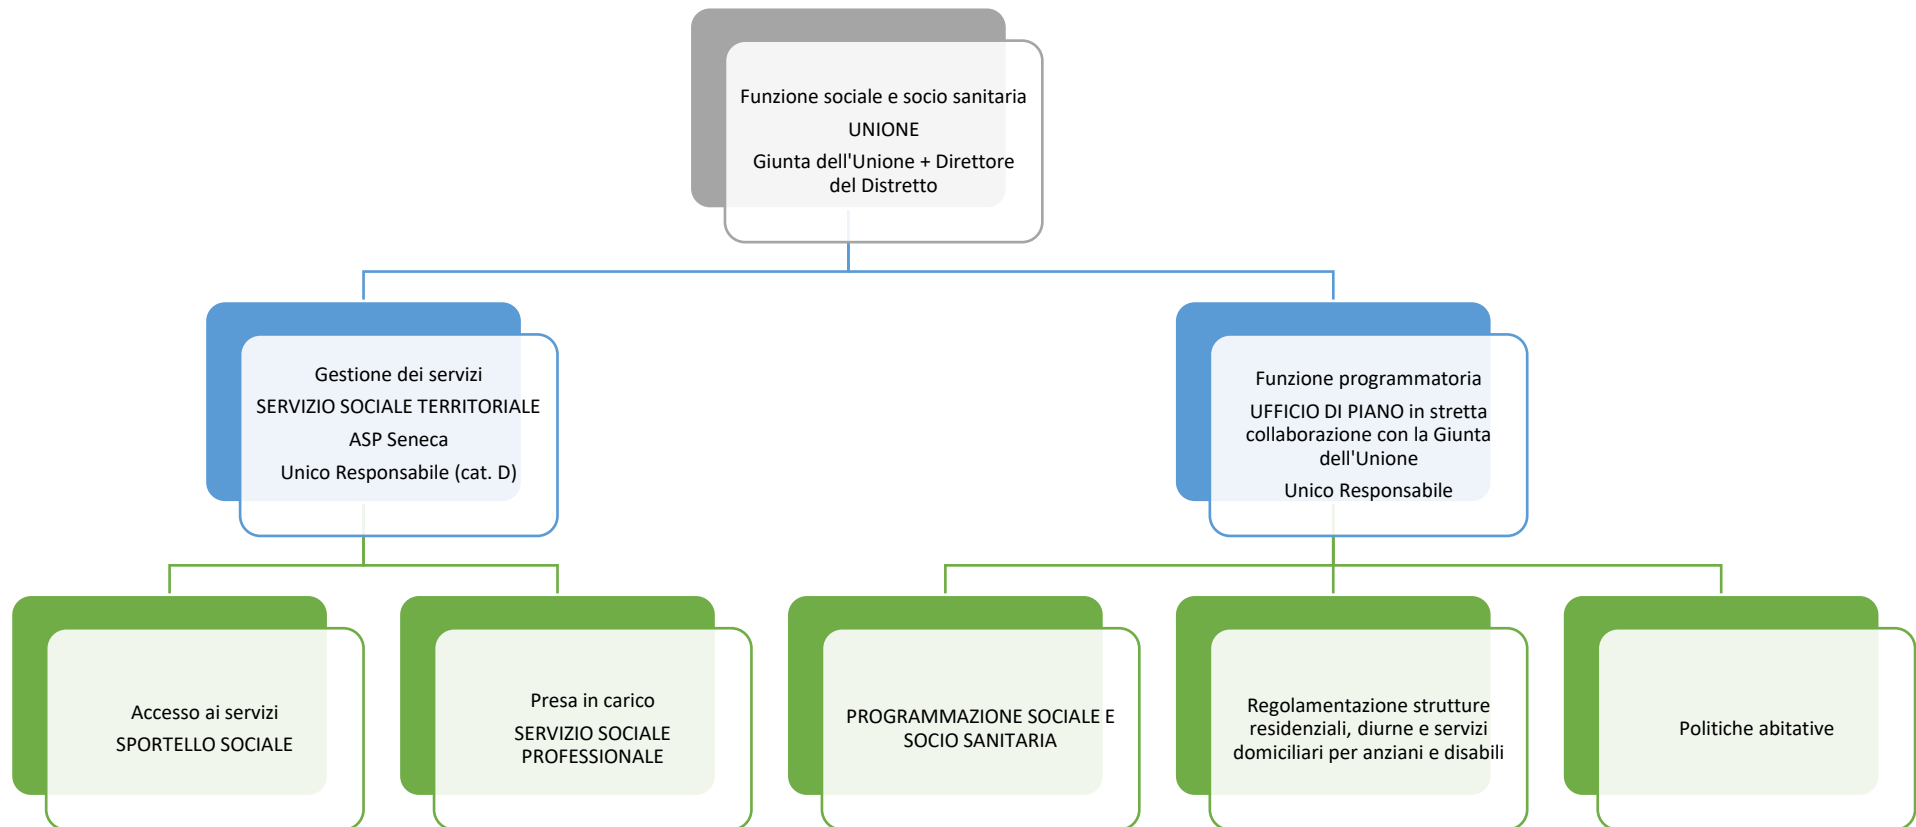 Funzione sociale e socio sanitaria
UNIONE
Giunta dell'Unione + Direttore
del Distretto
Gestione dei servizi
SERVIZIO SOCIALE TERRITORIALE
ASP Seneca
Unico Responsabile (cat. D)
Funzione programmatoria
UFFICIO DI PIANO in stretta
collaborazione con la Giunta
dell'Unione
Unico Responsabile
Accesso ai servizi
SPORTELLO SOCIALE
Presa in carico
SERVIZIO SOCIALE
PROFESSIONALE
PROGRAMMAZIONE SOCIALE E
SOCIO SANITARIA
Regolamentazione strutture
residenziali, diurne e servizi
domiciliari per anziani e disabili
Politiche abitative